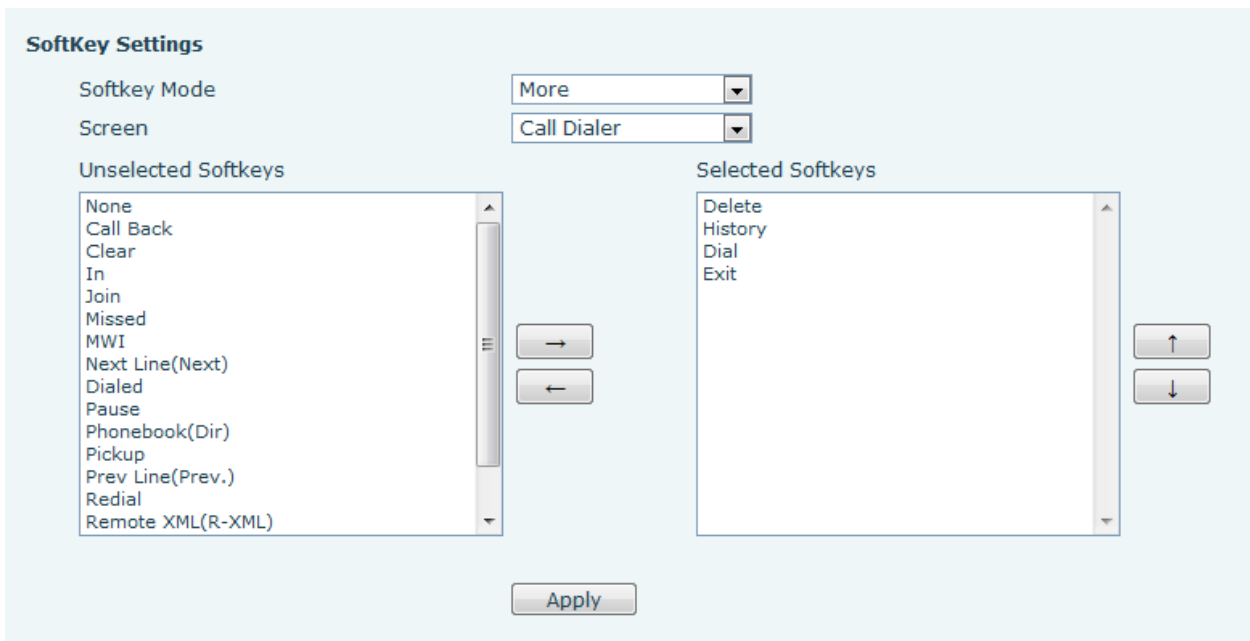 SoftKey Settings
Softkey Mode More
Screen Call Dialer
Unselected Softkeys Selected Softkeys
None
Call Back
Clear
In
Join
Missed
MWI
Next Line(Next)
Dialed
Pause
Phonebook(Dir)
Pickup
Prev Line(Prev.)
Redial
Remote XML(R-XML)
→
←
Delete
History
Dial
Exit
↑
↓
Apply